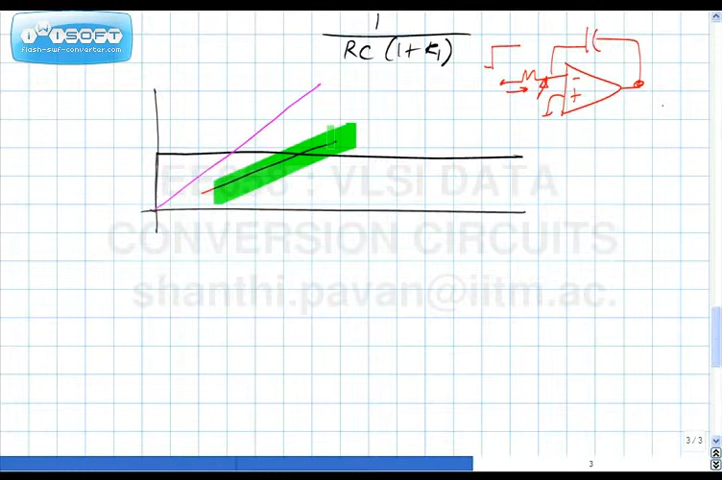 iWiSOFT
flash-swf-converter.com
1
RC (1+k₁)
-
+
EE658 : VLSI DATA
CONVERSION CIRCUITS
shanthi.pavan@iitm.ac.
3/3
3